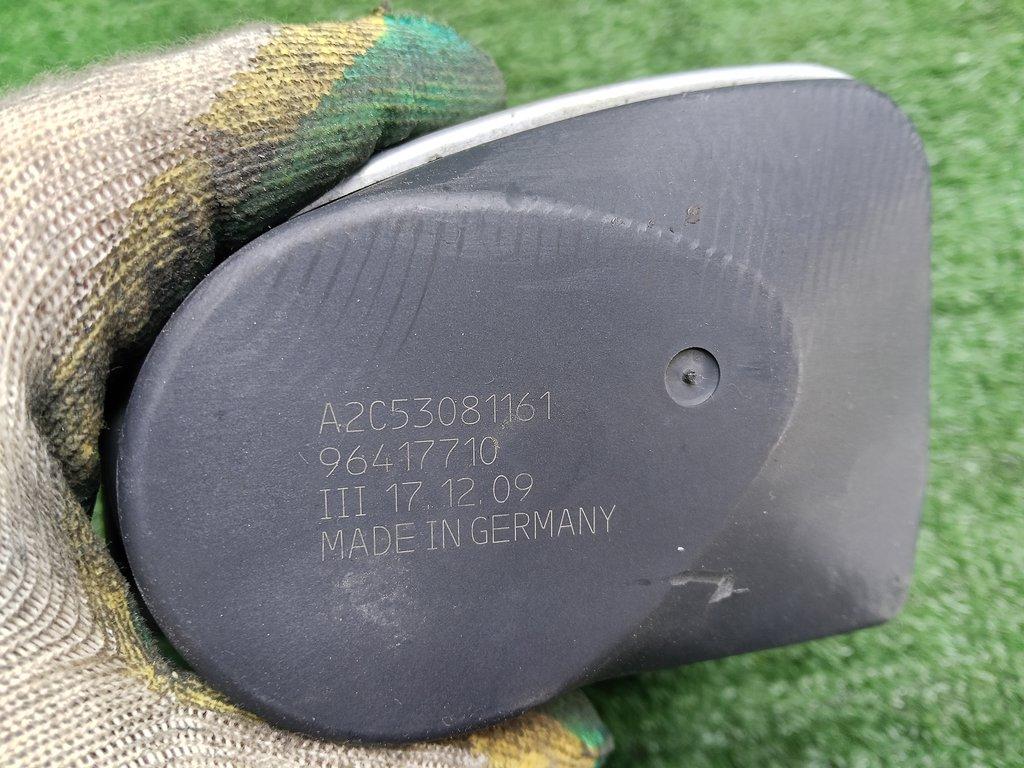 A2C53081161
96417710
III 17.12.09
MADE IN GERMANY